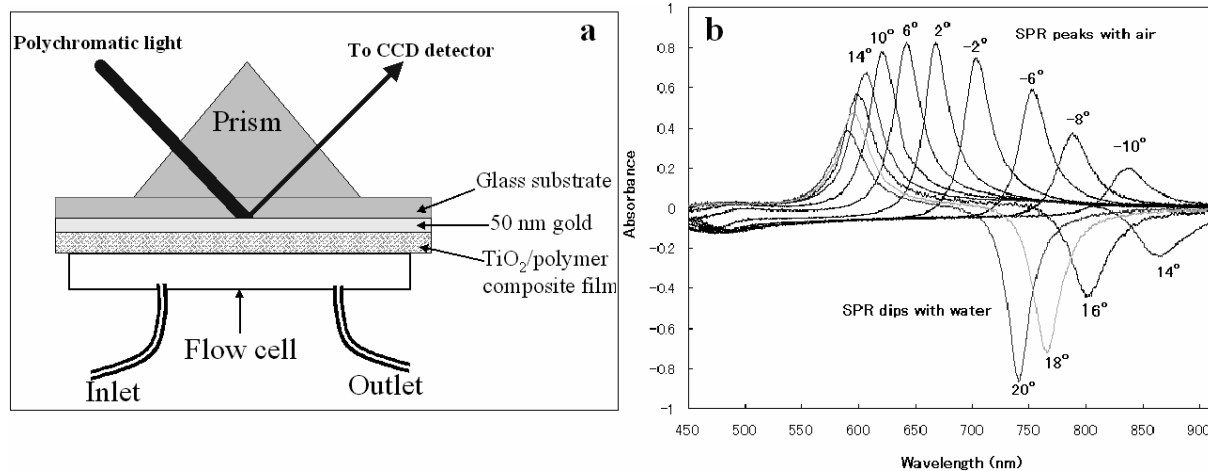 a
Polychromatic light
To CCD detector
Prism
Glass substrate
50 nm gold
TiO2/polymer
composite film
Flow cell
Inlet
Outlet
b
SPR peaks with air
14°
10°
6°
2°
-2°
-6°
-8°
-10°
SPR dips with water
20°
18°
16°
14°
Absorbance
1
0.8
0.6
0.4
0.2
0
-0.2
-0.4
-0.6
-0.8
-1
450 500 550 600 650 700 750 800 850 900
Wavelength (nm)